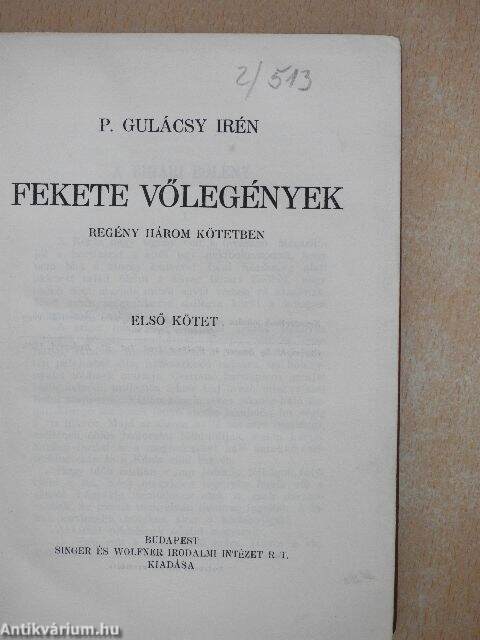 2/513
P. GULÁCSY IRÉN
FEKETE VŐLEGÉNYEK
REGÉNY HÁROM KÖTETBEN
ELSŐ KÖTET
BUDAPEST
SINGER ÉS WOLFNER IRODALMI INTÉZET R. T.
KIADÁSA
Antikvárium.hu